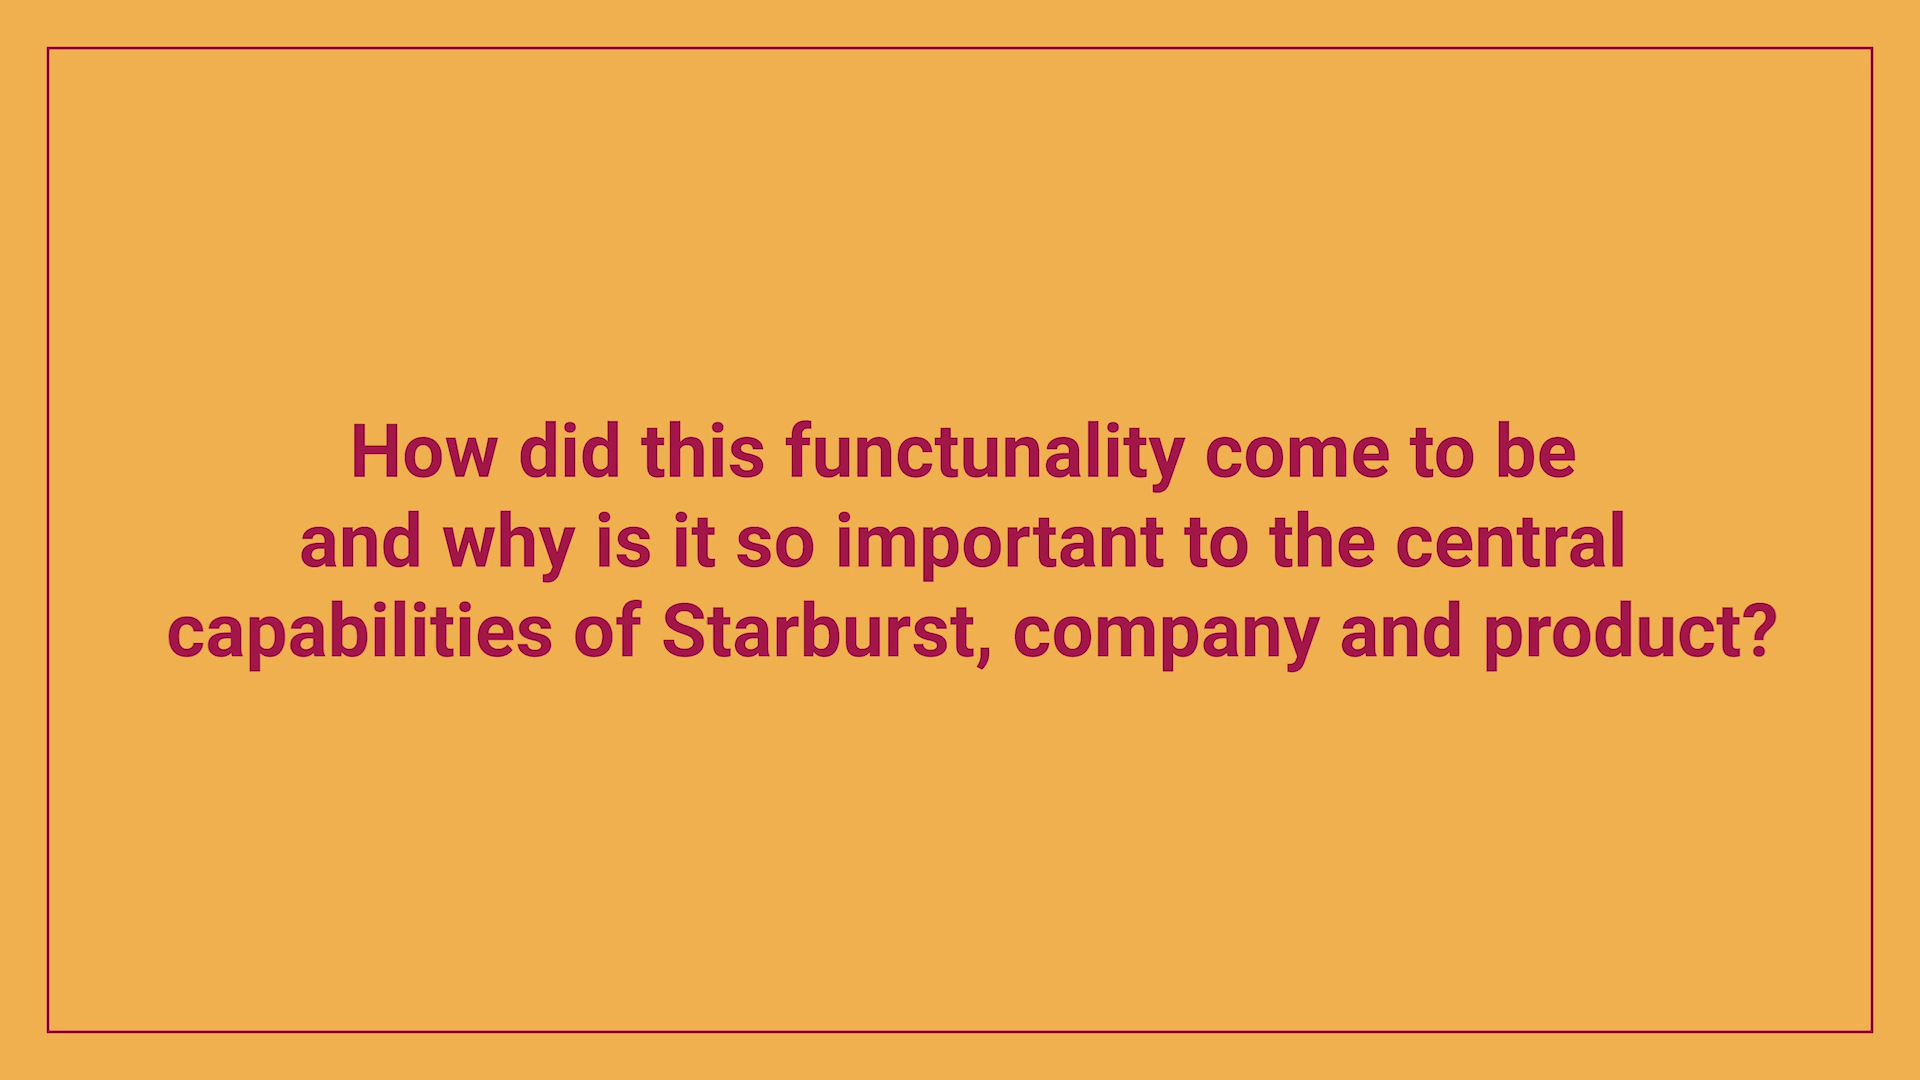 How did this functunality come to be
and why is it so important to the central
capabilities of Starburst, company and product?